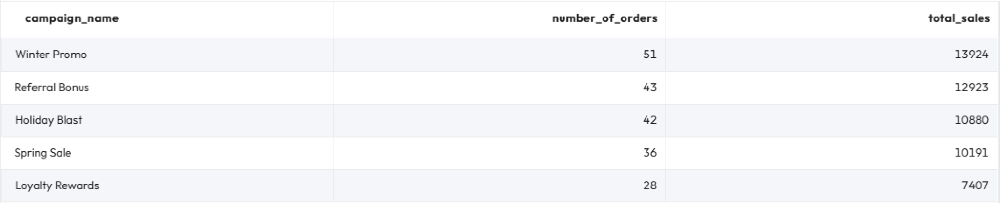 campaign_name number_of_orders total_sales
Winter Promo 51 13924
Referral Bonus 43 12923
Holiday Blast 42 10880
Spring Sale 36 10191
Loyalty Rewards 28 7407